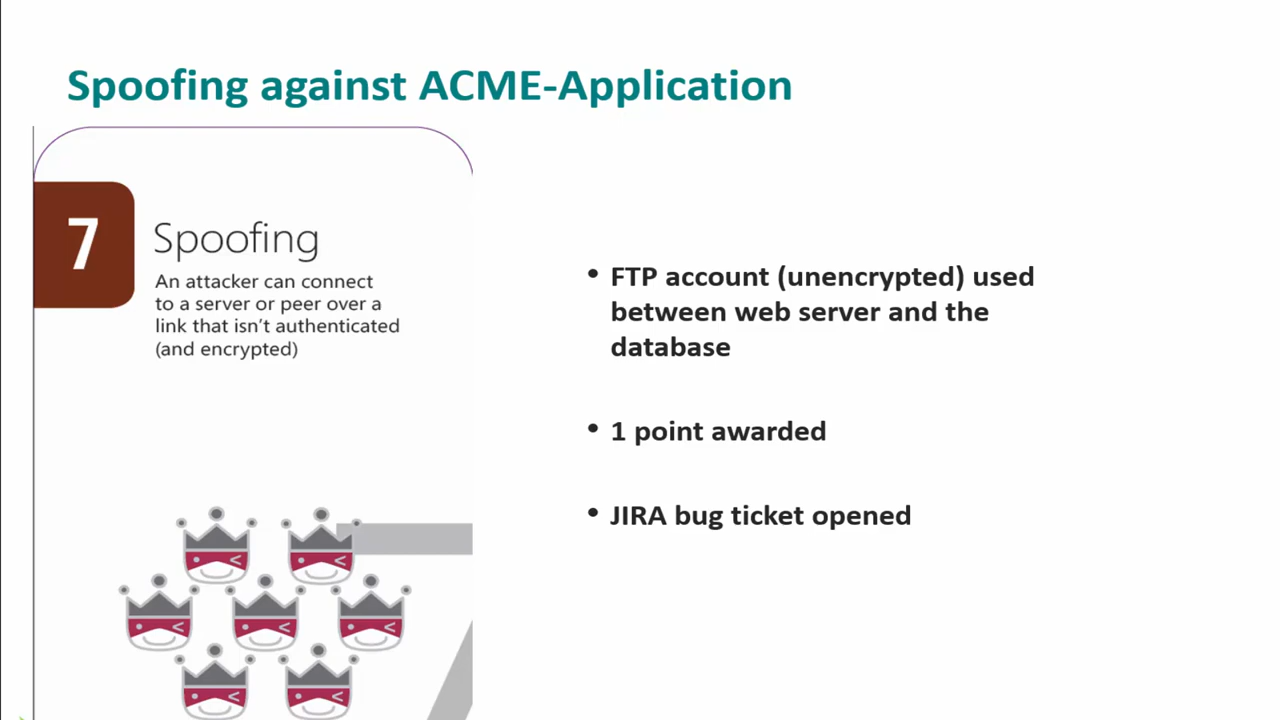 Spoofing against ACME-Application
7
Spoofing
An attacker can connect
to a server or peer over a
link that isn't authenticated
(and encrypted)
• FTP account (unencrypted) used
between web server and the
database
• 1 point awarded
• JIRA bug ticket opened